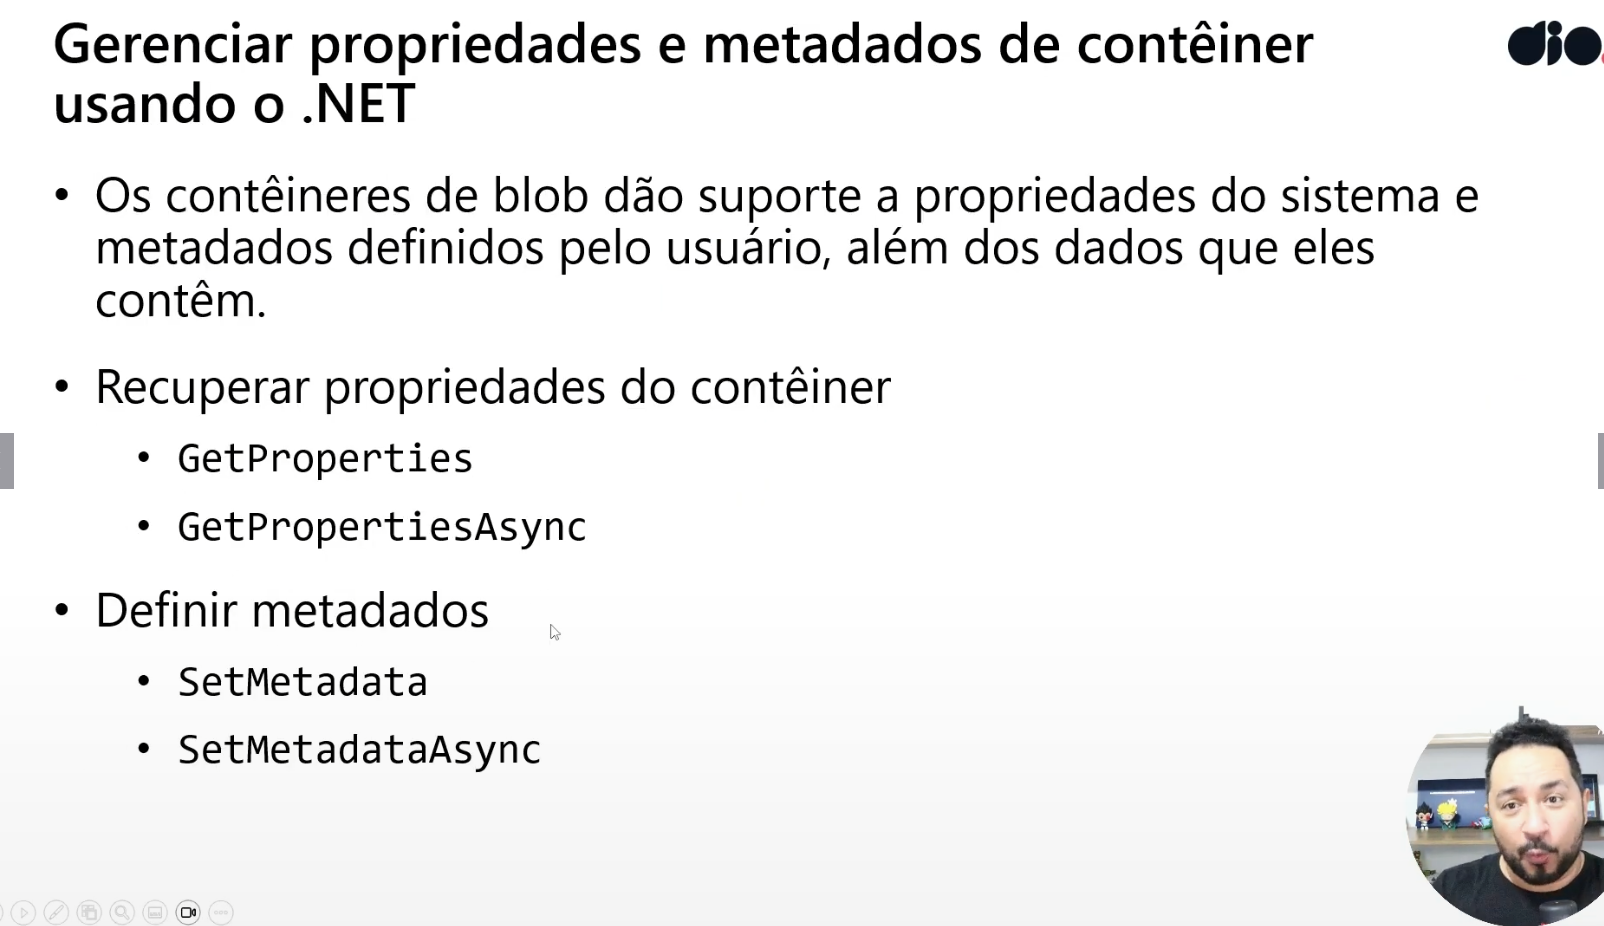 Gerenciar propriedades e metadados de contêiner
usando o .NET
dio.
• Os contêineres de blob dão suporte a propriedades do sistema e
metadados definidos pelo usuário, além dos dados que eles
contêm.
• Recuperar propriedades do contêiner
• GetProperties
• GetPropertiesAsync
• Definir metadados
• SetMetadata
• SetMetadataAsync